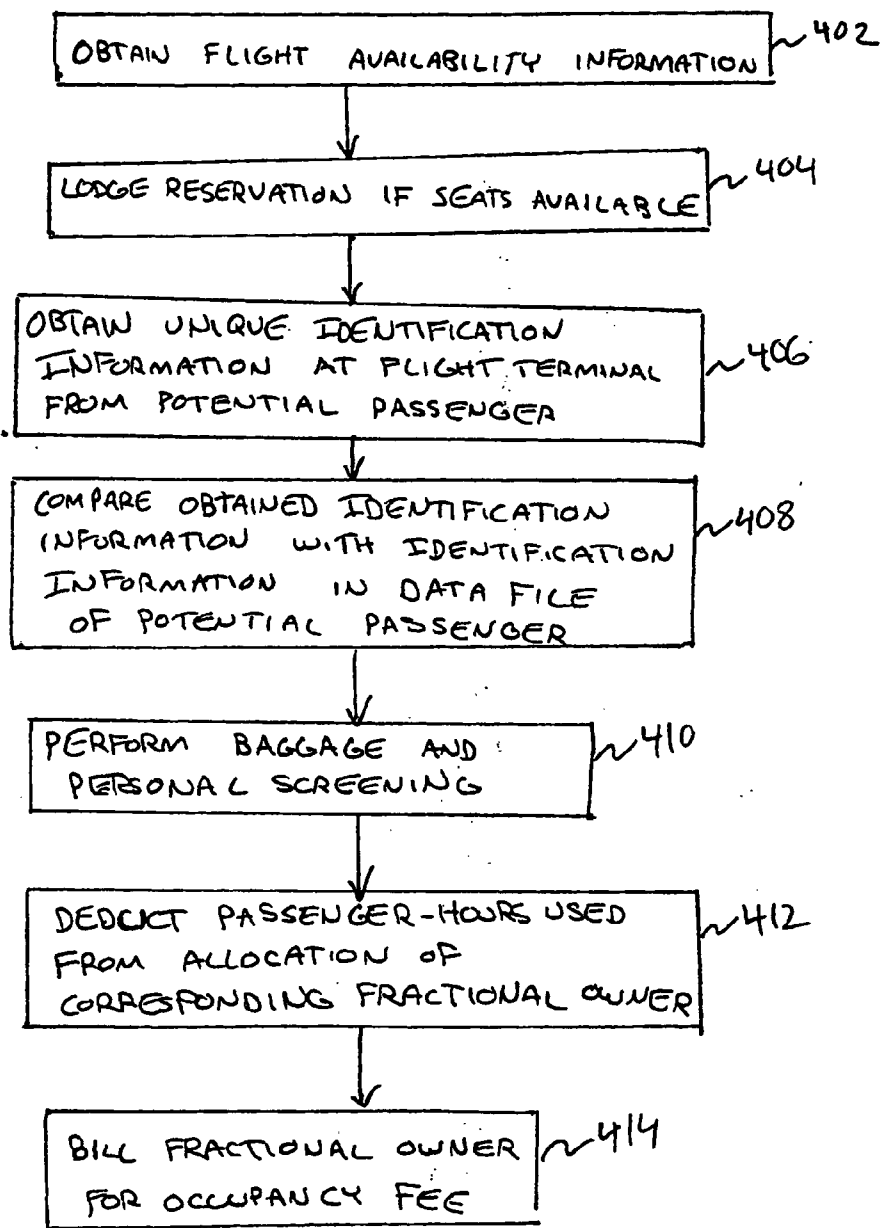 OBTAIN FLIGHT AVAILABILITY INFORMATION 402
LODGE RESERVATION IF SEATS AVAILABLE 404
OBTAIN UNIQUE IDENTIFICATION
INFORMATION AT FLIGHT TERMINAL 406
FROM POTENTIAL PASSENGER
COMPARE OBTAINED IDENTIFICATION
INFORMATION WITH IDENTIFICATION 408
INFORMATION IN DATA FILE
OF POTENTIAL PASSENGER
PERFORM BAGGAGE AND 410
PERSONAL SCREENING
DEDUCT PASSENGER-HOURS USED 412
FROM ALLOCATION OF
CORRESPONDING FRACTIONAL OWNER
BILL FRACTIONAL OWNER 414
FOR OCCUPANCY FEE